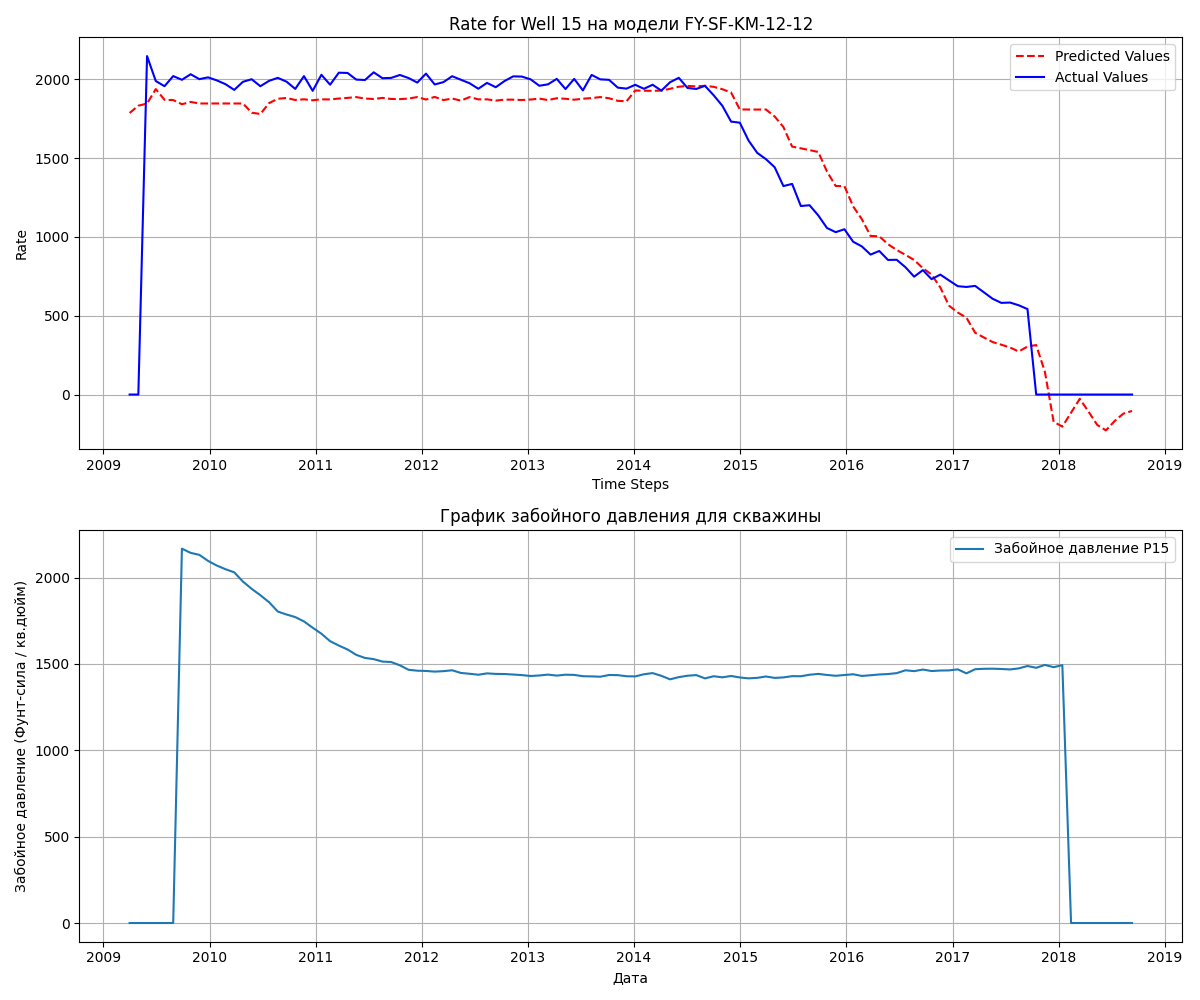 Rate for Well 15 на модели FY-SF-KM-12-12
Predicted Values
Actual Values
Rate
2000
1500
1000
500
0
2009 2010 2011 2012 2013 2014 2015 2016 2017 2018 2019
Time Steps
График забойного давления для скважины
Забойное давление P15
Забойное давление (Фунт-сила / кв.дюйм)
2000
1500
1000
500
0
2009 2010 2011 2012 2013 2014 2015 2016 2017 2018 2019
Дата